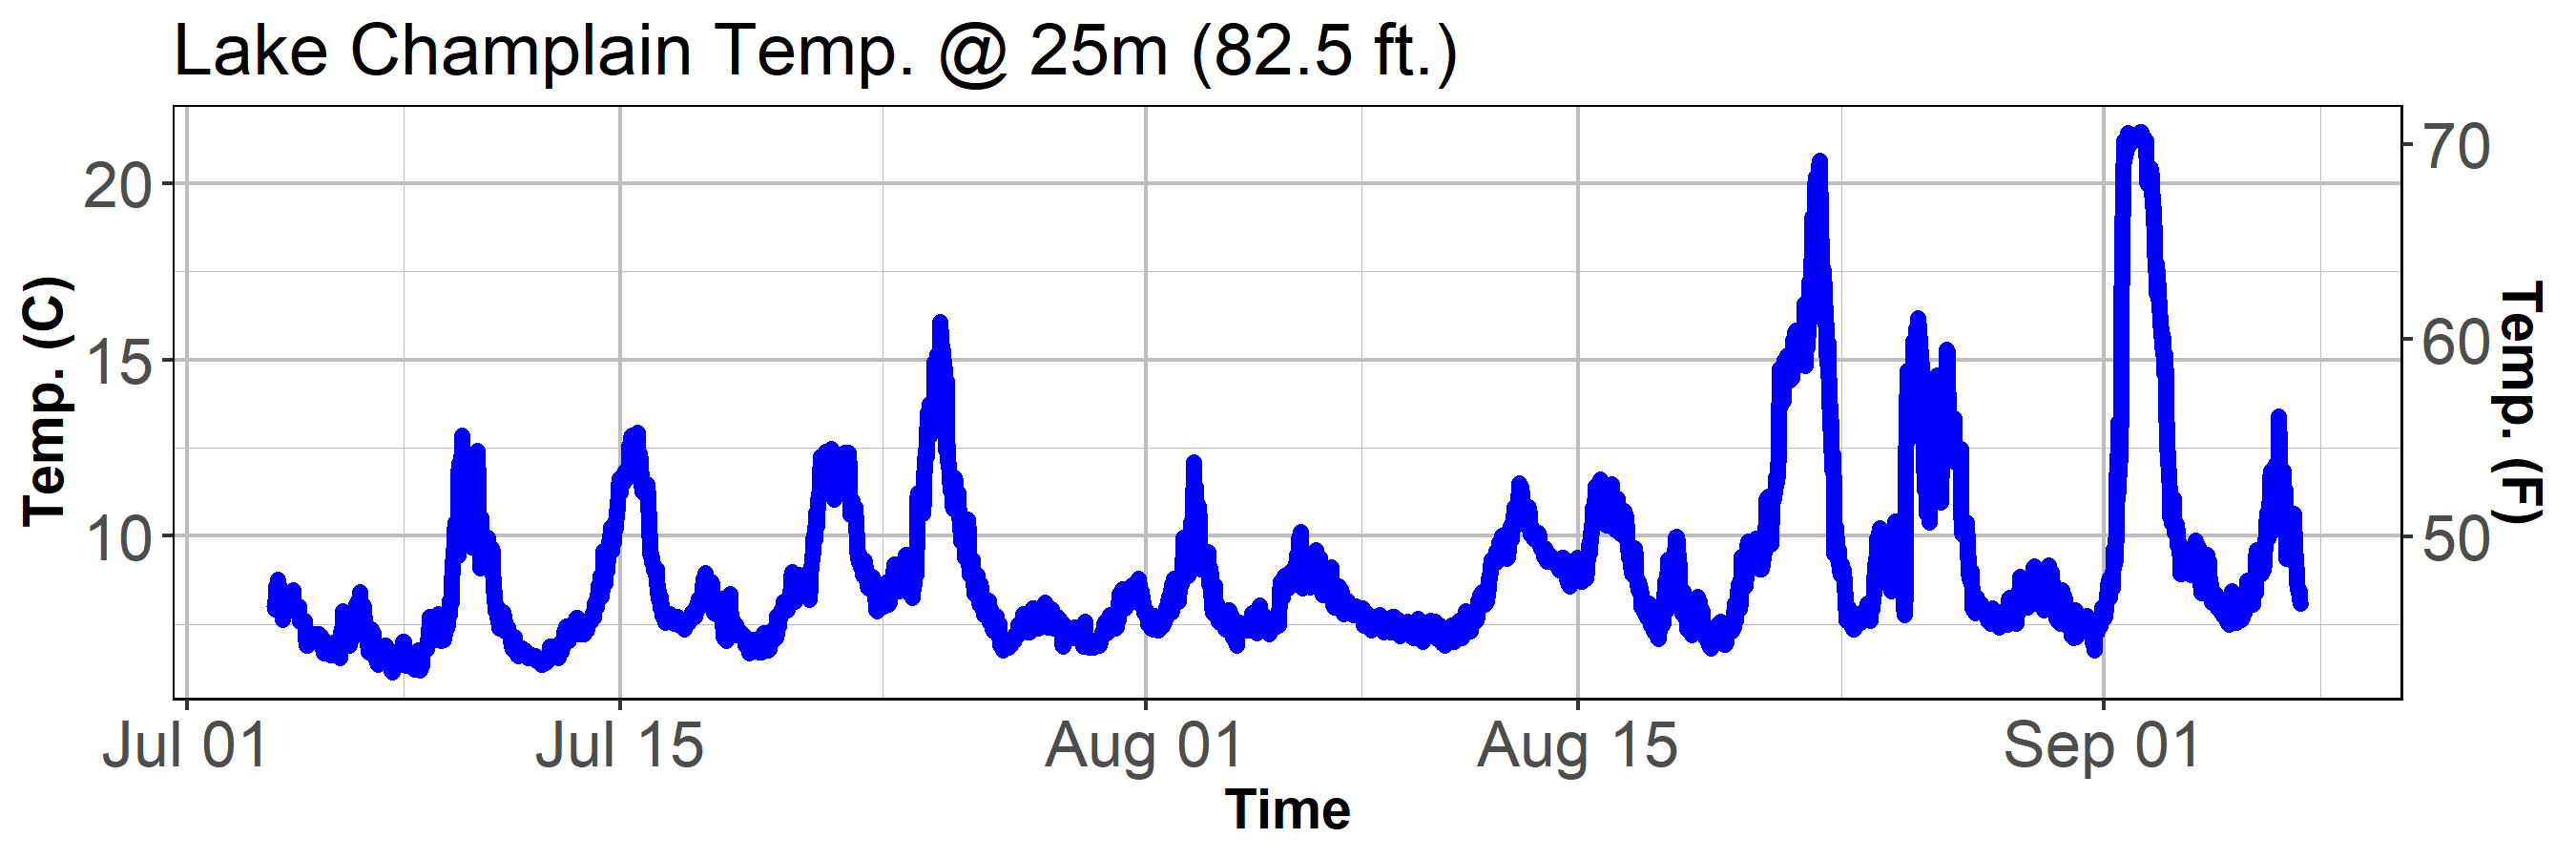 Lake Champlain Temp. @ 25m (82.5 ft.)
Temp. (C)
20
15
10
70
60
50
Temp. (F)
Jul 01 Jul 15 Aug 01 Aug 15 Sep 01
Time